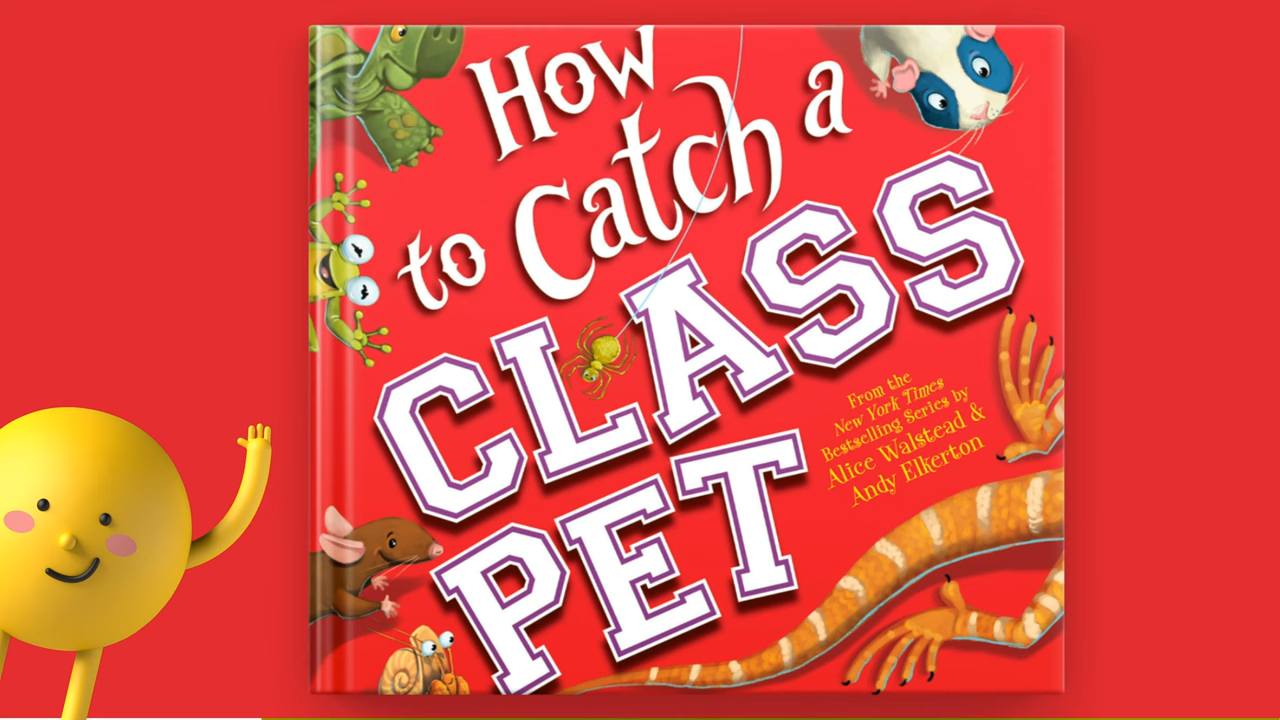 How
to Catch a
CLASS
PET
From the
New York Times
Bestselling Series by
Alice Walstead &
Andy Elkerton